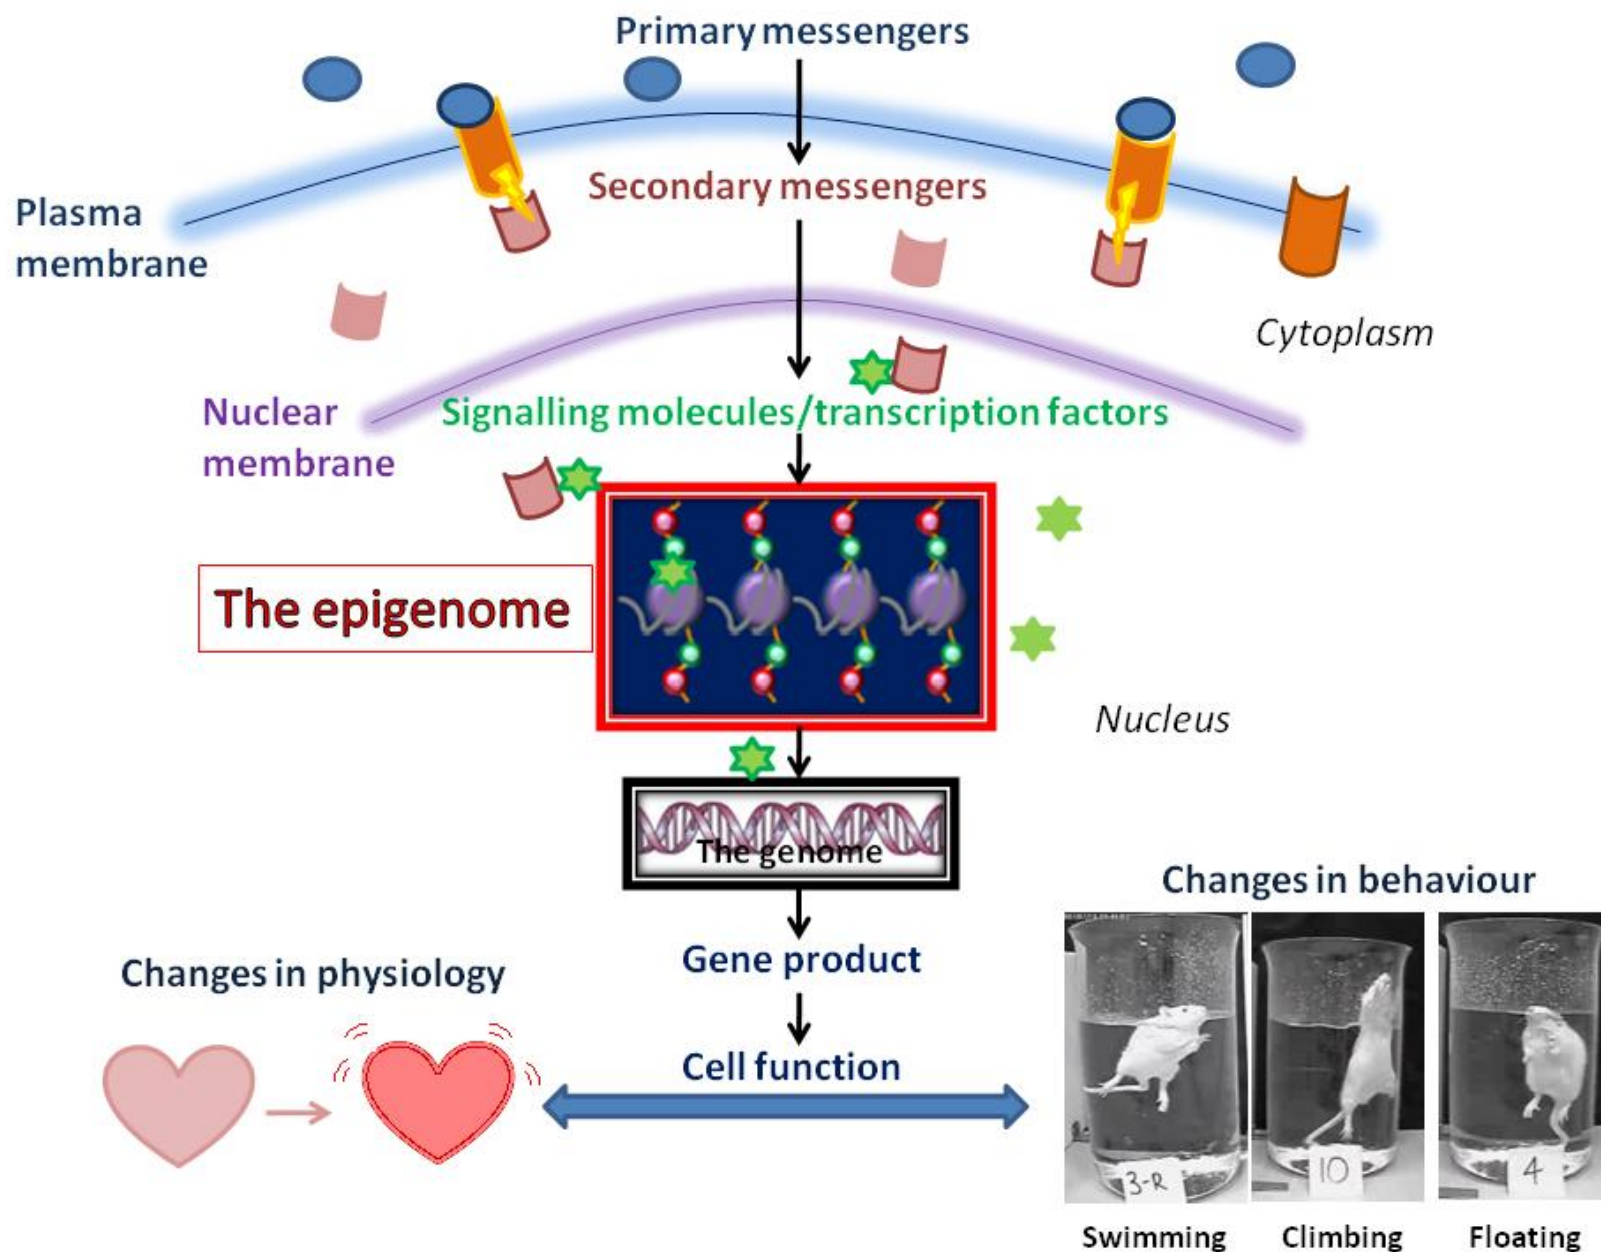 Primary messengers
Secondary messengers
Plasma
membrane
Cytoplasm
Nuclear
membrane
Signalling molecules/transcription factors
The epigenome
Nucleus
The genome
Changes in behaviour
Gene product
Changes in physiology
Cell function
3-R
10
4
Swimming
Climbing
Floating